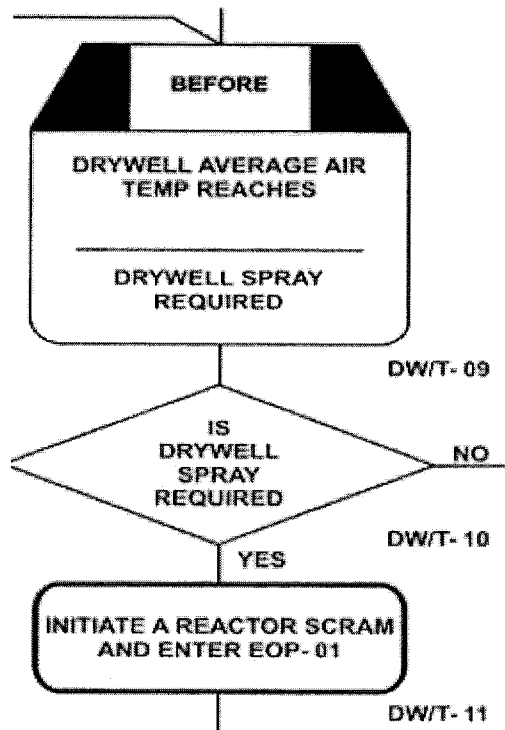 BEFORE
DRYWELL AVERAGE AIR
TEMP REACHES
DRYWELL SPRAY
REQUIRED
DW/T- 09
IS
DRYWELL
SPRAY
REQUIRED
NO
DW/T- 10
YES
INITIATE A REACTOR SCRAM
AND ENTER EOP- 01
DW/T- 11